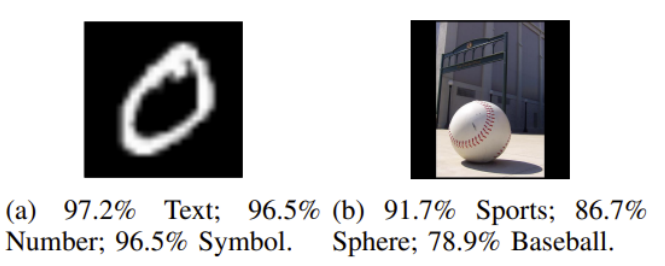 (a) 97.2% Text; 96.5% Number; 96.5% Symbol.
(b) 91.7% Sports; 86.7% Sphere; 78.9% Baseball.